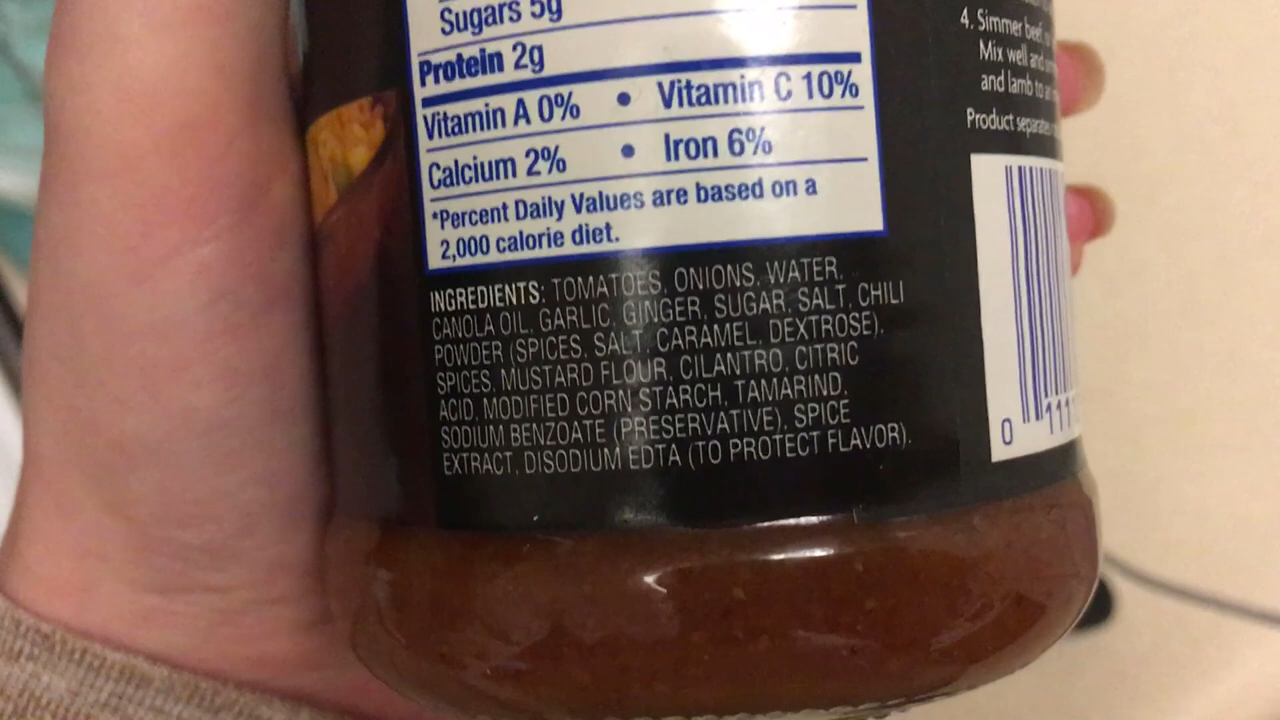 Sugars 5g
Protein 2g
Vitamin A 0% • Vitamin C 10%
Calcium 2% • Iron 6%
*Percent Daily Values are based on a
2,000 calorie diet.
INGREDIENTS: TOMATOES, ONIONS, WATER,
CANOLA OIL, GARLIC, GINGER, SUGAR, SALT, CHILI
POWDER (SPICES, SALT, CARAMEL, DEXTROSE),
SPICES, MUSTARD FLOUR, CILANTRO, CITRIC
ACID, MODIFIED CORN STARCH, TAMARIND,
SODIUM BENZOATE (PRESERVATIVE), SPICE
EXTRACT, DISODIUM EDTA (TO PROTECT FLAVOR).
4. Simmer beef
Mix well and
and lamb to
Product separates
0 111